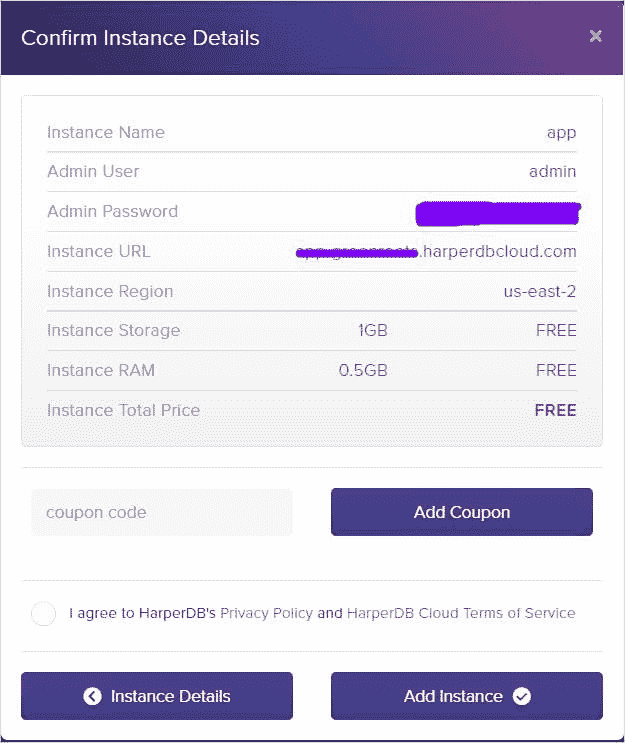 Confirm Instance Details
Instance Name app
Admin User admin
Admin Password
Instance URL .harperdbcloud.com
Instance Region us-east-2
Instance Storage 1GB FREE
Instance RAM 0.5GB FREE
Instance Total Price FREE
coupon code Add Coupon
I agree to HarperDB's Privacy Policy and HarperDB Cloud Terms of Service
Instance Details Add Instance